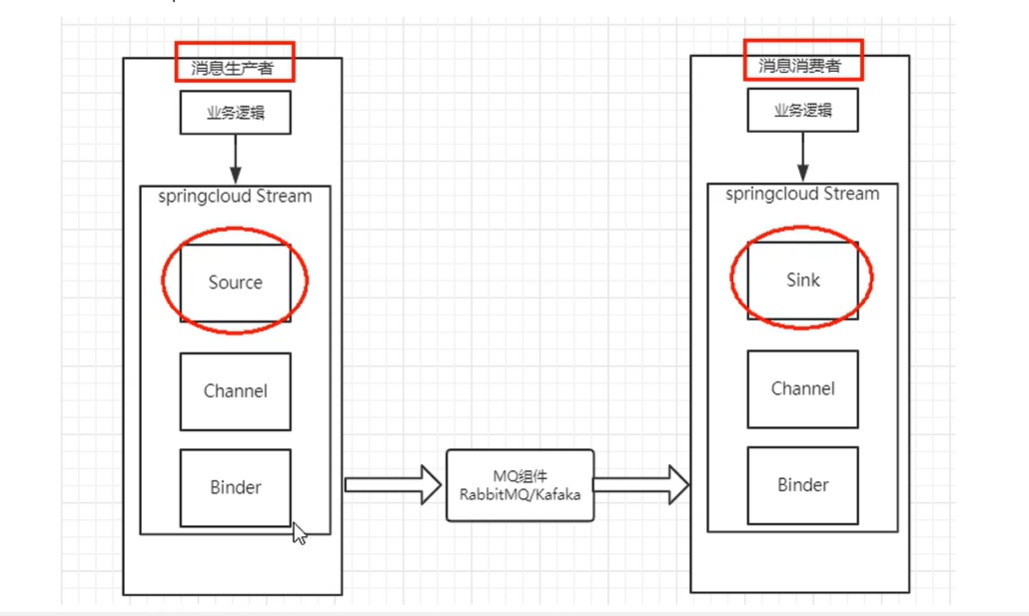 消息生产者
业务逻辑
springcloud Stream
Source
Channel
Binder
MQ组件
RabbitMQ/Kafaka
消息消费者
业务逻辑
springcloud Stream
Sink
Channel
Binder